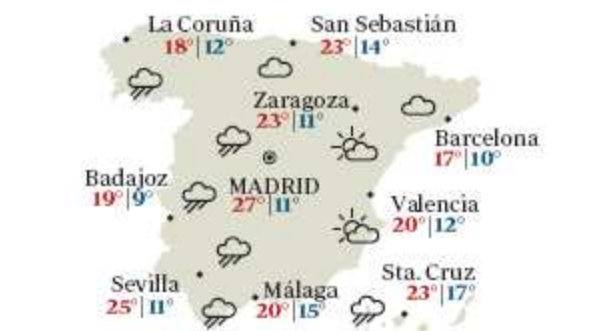 La Coruña
18°|12°
San Sebastián
23°|14°
Zaragoza
23°|11°
Barcelona
17°|10°
Badajoz
19°|9°
MADRID
27°|11°
Valencia
20°|12°
Sevilla
25°|11°
Málaga
20°|15°
Sta. Cruz
23°|17°